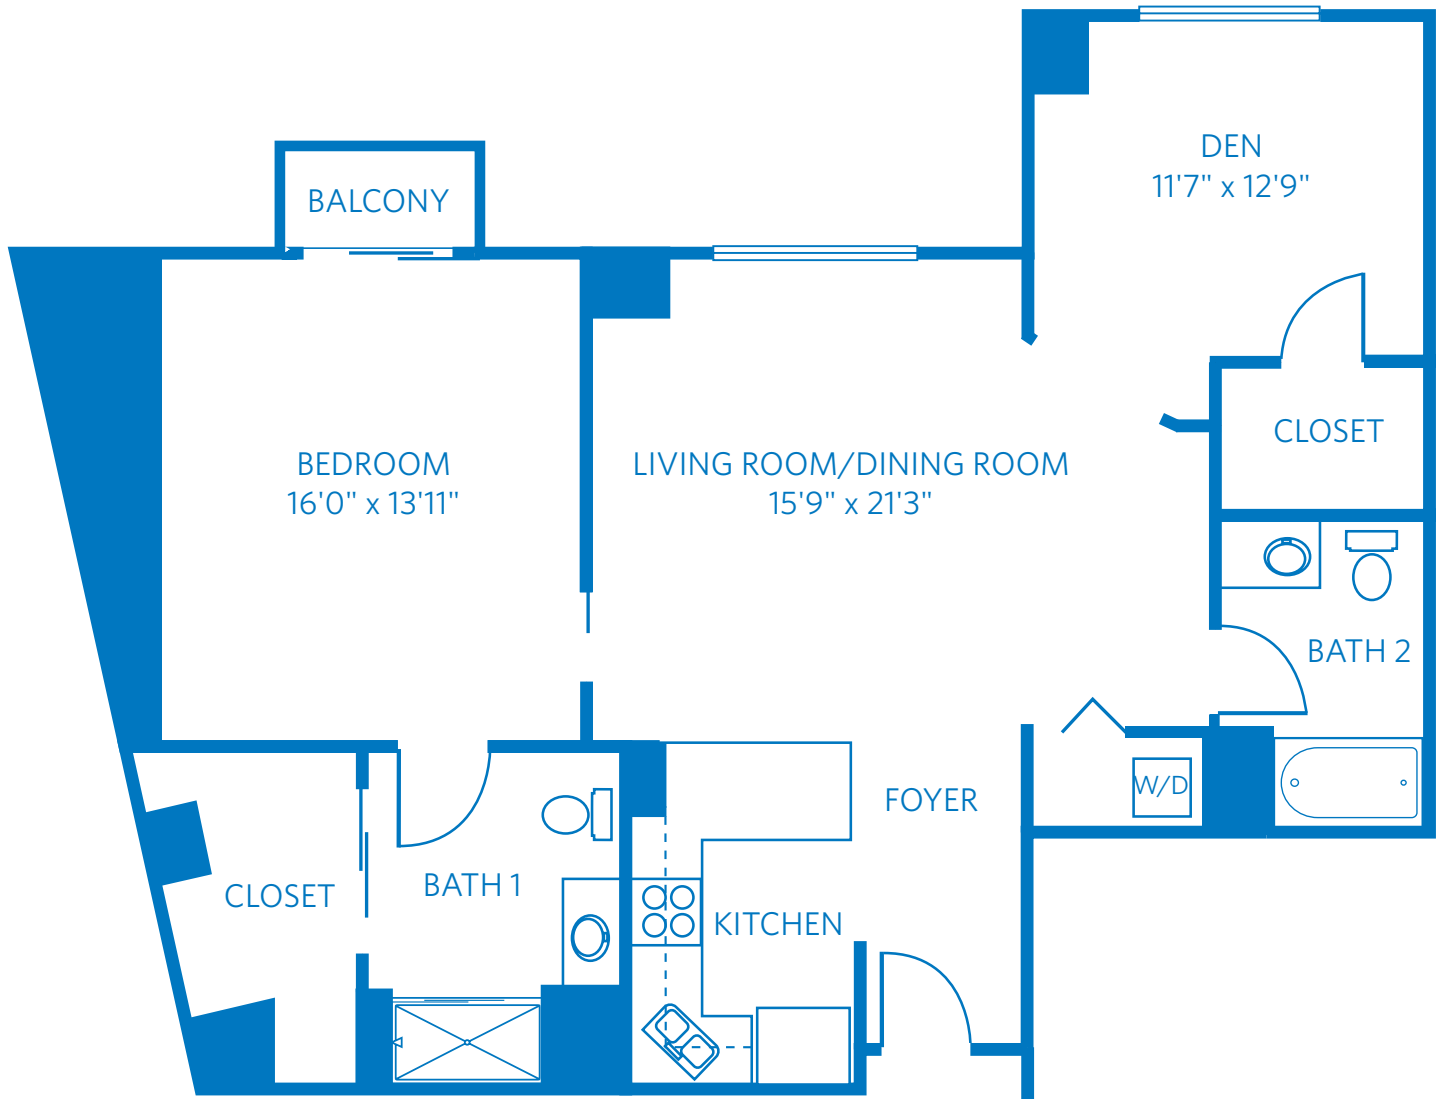 DEN
11'7" x 12'9"
BALCONY
CLOSET
BEDROOM
16'0" x 13'11"
LIVING ROOM/DINING ROOM
15'9" x 21'3"
BATH 2
W/D
FOYER
CLOSET
BATH 1
KITCHEN